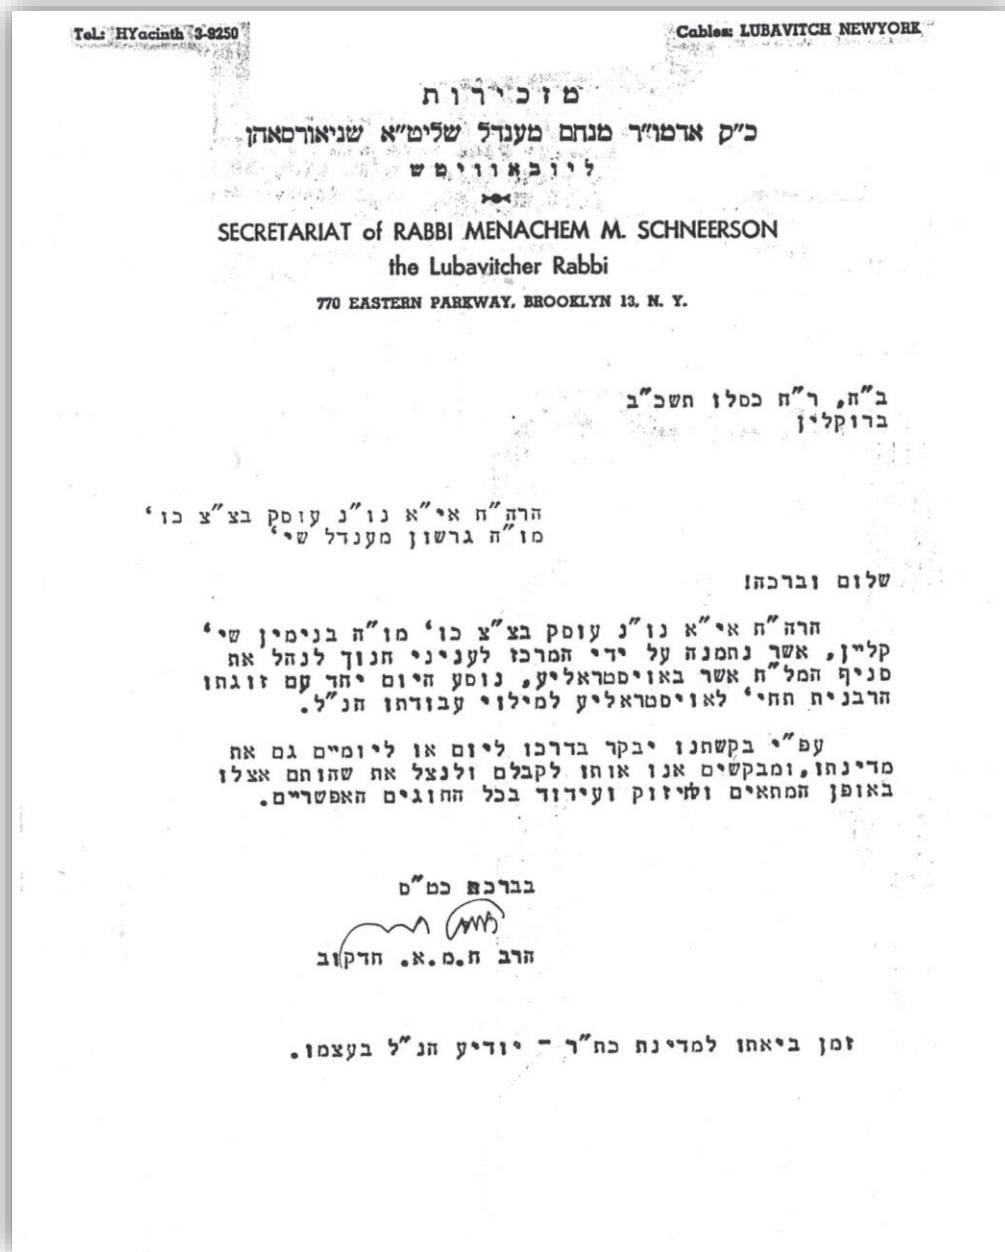 Tel.: HYacinth 3-9250
Cables: LUBAVITCH NEWYORK
מזכירות
כ"ק אדמו"ר מנחם מענדל שליט"א שניאורסאהן
ליובאוויטש
SECRETARIAT of RABBI MENACHEM M. SCHNEERSON
the Lubavitcher Rabbi
770 EASTERN PARKWAY, BROOKLYN 13, N. Y.
ב"ה, ר"ח כסלו תשכ"ב
ברוקלין
הרה"ח אי"א נו"נ עוסק בצ"צ כו'
מו"ה גרשון מענדל שי'
שלום וברכה!
הרה"ח אי"א נו"נ עוסק בצ"צ כו' מו"ה בנימין שי'
קליין, אשר נתמנה על ידי המרכז לעניני חנוך לנהל את
סניף המל"ח אשר באויסטראליע, נוסע היום יחד עם זוגתו
הרבנית תחי' לאויסטראליע למילוי עבודתו הנ"ל.
עפ"י בקשתנו יבקר בדרכו ליום או ליומיים גם את
מדינתו, ומבקשים אנו אותו לקבלם ולנצל את שהותם אצלו
באופן המתאים ולחיזוק ועידוד בכל החוגים האפשריים.
בברכה כט"ס
הרב ח.מ.א. חדקוב
זמן ביאתו למדינת כת"ר - יודיע הנ"ל בעצמו.